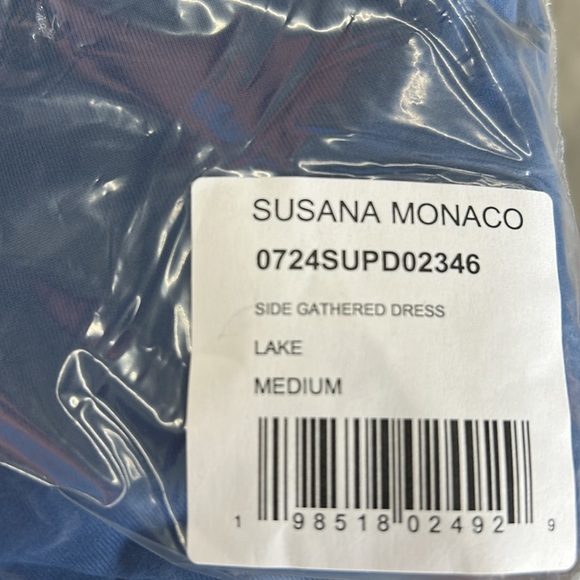 SUSANA MONACO
0724SUPD02346
SIDE GATHERED DRESS
LAKE
MEDIUM
1 98518 02492 9